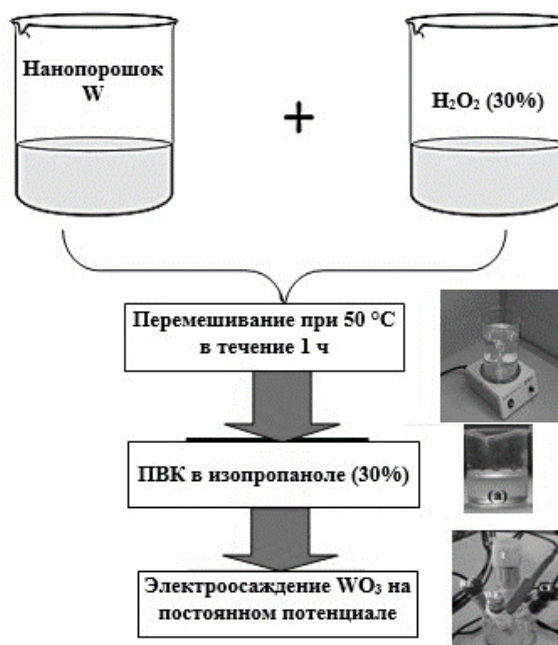 Нанопорошок
W
+
H₂O₂ (30%)
Перемешивание при 50 °C
в течение 1 ч
ПВК в изопропаноле (30%)
(a)
Электроосаждение WO₃ на
постоянном потенциале